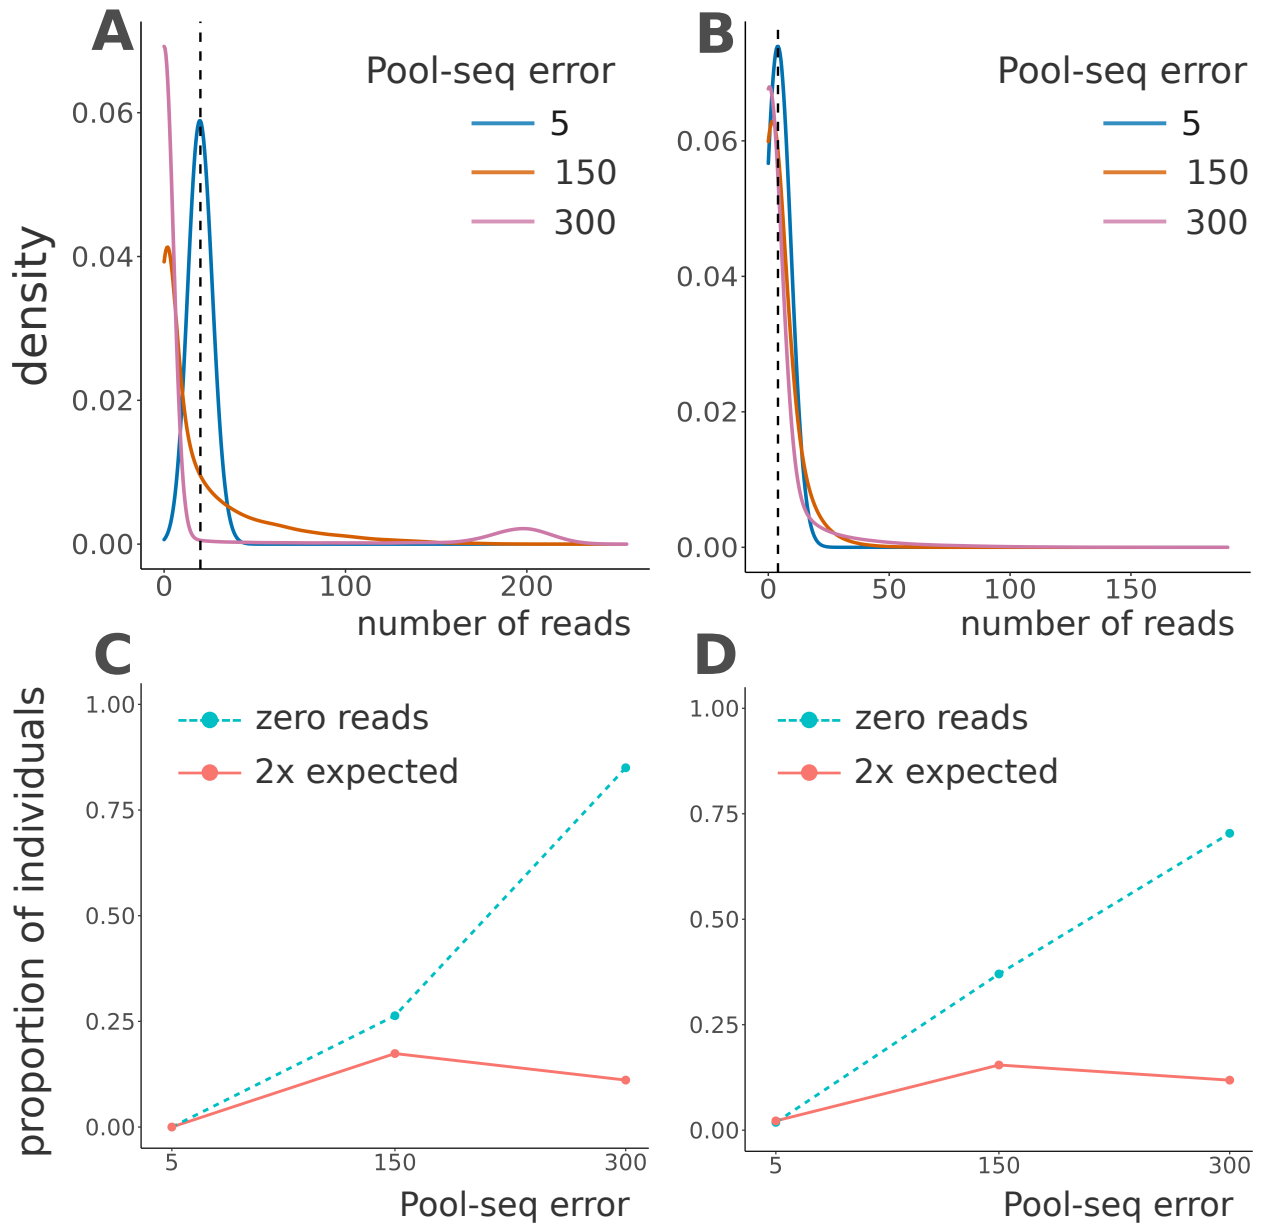 A
Pool-seq error
5
150
300
density
0.06
0.04
0.02
0.00
0
100
200
number of reads
B
Pool-seq error
5
150
300
0.06
0.04
0.02
0.00
0
50
100
150
number of reads
C
zero reads
2x expected
proportion of individuals
1.00
0.75
0.50
0.25
0.00
5
150
300
Pool-seq error
D
zero reads
2x expected
1.00
0.75
0.50
0.25
0.00
5
150
300
Pool-seq error